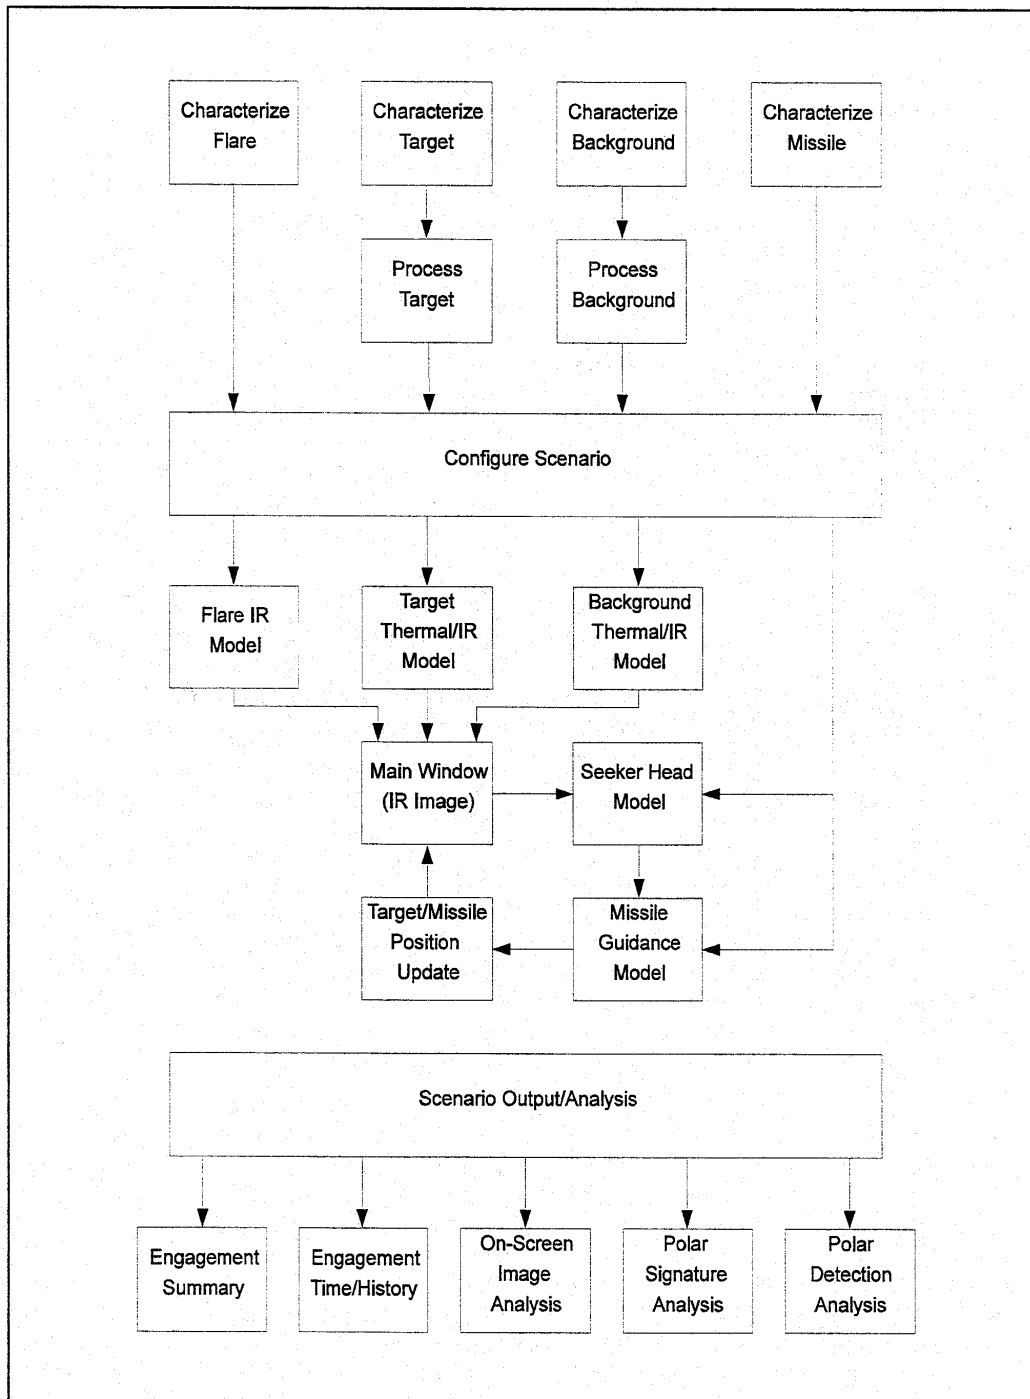 Characterize
Flare
Characterize
Target
Characterize
Background
Characterize
Missile
Process
Target
Process
Background
Configure Scenario
Flare IR
Model
Target
Thermal/IR
Model
Background
Thermal/IR
Model
Main Window
(IR Image)
Seeker Head
Model
Target/Missile
Position
Update
Missile
Guidance
Model
Scenario Output/Analysis
Engagement
Summary
Engagement
Time/History
On-Screen
Image
Analysis
Polar
Signature
Analysis
Polar
Detection
Analysis